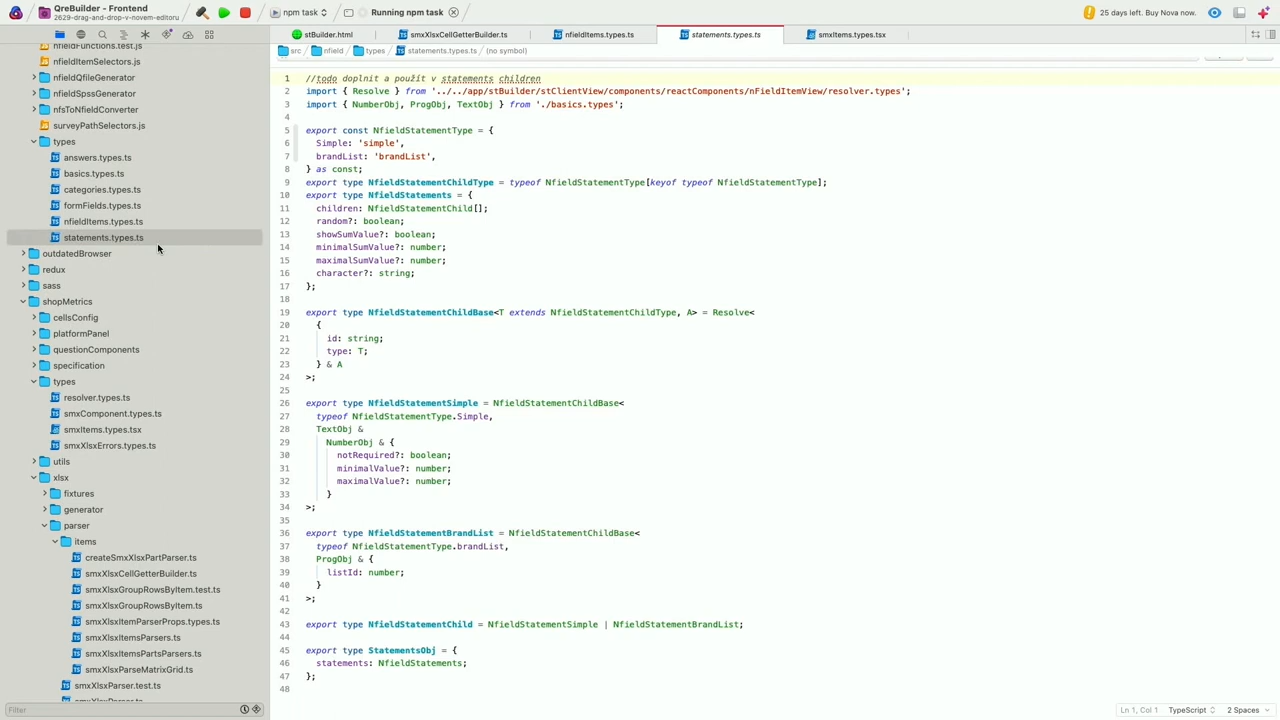 QreBuilder - Frontend
2629-drag-and-drop-v-novem-editoru
npm task
Running npm task
25 days left. Buy Nova now.
stBuilder.html
smxXlsxCellGetterBuilder.ts
nfieldItems.types.ts
statements.types.ts
smxItems.types.tsx
src
nfield
types
statements.types.ts
(no symbol)
nfieldFunctions.test.js
nfieldItemSelectors.js
nfieldQfileGenerator
nfieldSpssGenerator
nfsToNfieldConverter
surveyPathSelectors.js
types
answers.types.ts
basics.types.ts
categories.types.ts
formFields.types.ts
nfieldItems.types.ts
statements.types.ts
outdatedBrowser
redux
sass
shopMetrics
cellsConfig
platformPanel
questionComponents
specification
types
resolver.types.ts
smxComponent.types.ts
smxItems.types.tsx
smxXlsxErrors.types.ts
utils
xlsx
fixtures
generator
parser
items
createSmxXlsxPartParser.ts
smxXlsxCellGetterBuilder.ts
smxXlsxGroupRowsByItem.test.ts
smxXlsxGroupRowsByItem.ts
smxXlsxItemParserProps.types.ts
smxXlsxItemsParsers.ts
smxXlsxItemsPartsParsers.ts
smxXlsxParseMatrixGrid.ts
smxXlsxParser.test.ts
smxXlsxParser.ts
Filter
1 //todo doplnit a použít v statements children
2 import { Resolve } from '../../app/stBuilder/stClientView/components/reactComponents/nFieldItemView/resolver.types';
3 import { NumberObj, ProgObj, TextObj } from './basics.types';
4
5 export const NfieldStatementType = {
6 Simple: 'simple',
7 brandList: 'brandList',
8 } as const;
9 export type NfieldStatementChildType = typeof NfieldStatementType[keyof typeof NfieldStatementType];
10 export type NfieldStatements = {
11 children: NfieldStatementChild[];
12 random?: boolean;
13 showSumValue?: boolean;
14 minimalSumValue?: number;
15 maximalSumValue?: number;
16 character?: string;
17 };
18
19 export type NfieldStatementChildBase<T extends NfieldStatementChildType, A> = Resolve<
20 {
21 id: string;
22 type: T;
23 } & A
24 >;
25
26 export type NfieldStatementSimple = NfieldStatementChildBase<
27 typeof NfieldStatementType.Simple,
28 TextObj &
29 NumberObj & {
30 notRequired?: boolean;
31 minimalValue?: number;
32 maximalValue?: number;
33 }
34 >;
35
36 export type NfieldStatementBrandList = NfieldStatementChildBase<
37 typeof NfieldStatementType.brandList,
38 ProgObj & {
39 listId: number;
40 }
41 >;
42
43 export type NfieldStatementChild = NfieldStatementSimple | NfieldStatementBrandList;
44
45 export type StatementsObj = {
46 statements: NfieldStatements;
47 };
48
Ln 1, Col 1
TypeScript
2 Spaces